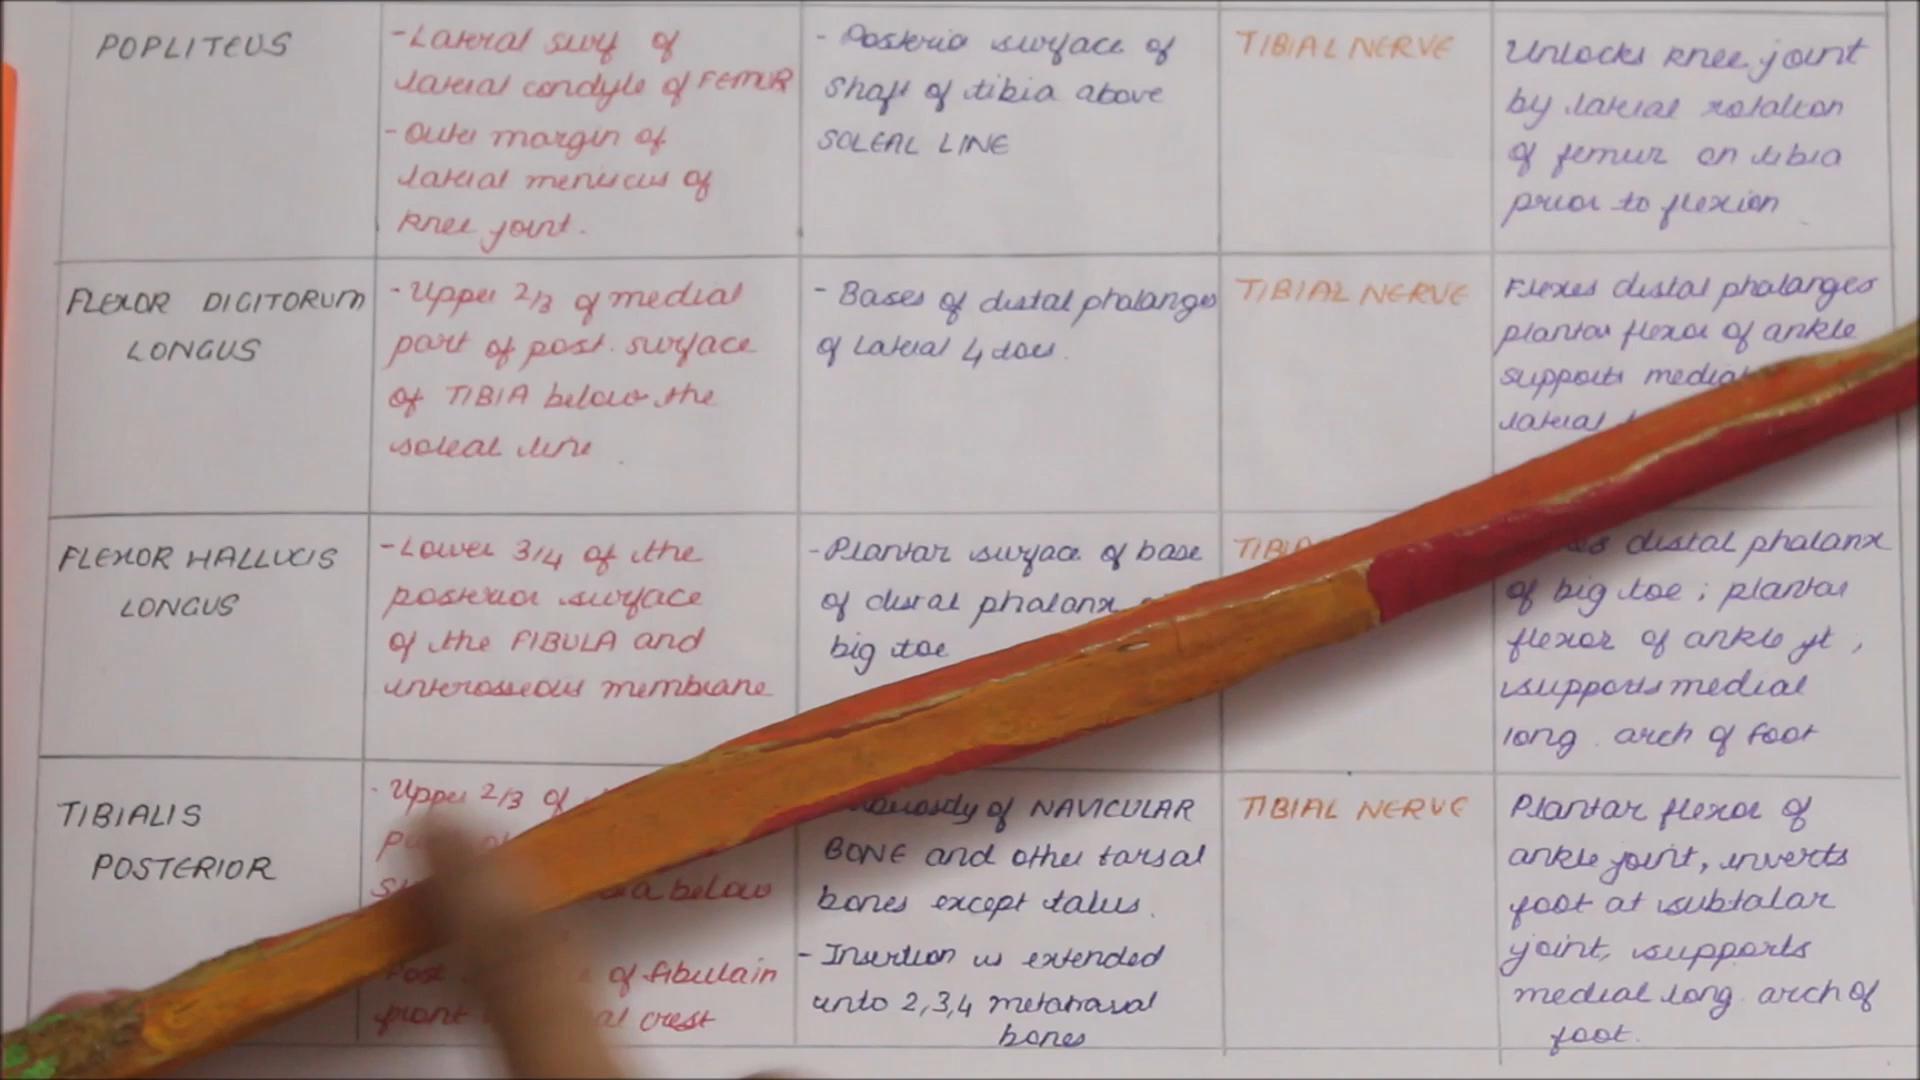 POPLITEUS
- Lateral surf of
lateral condyle of FEMUR
- Outer margin of
lateral meniscus of
knee joint.
- Posterior surface of
shaft of tibia above
SOLEAL LINE
TIBIAL NERVE
Unlocks knee joint
by lateral rotation
of femur on tibia
prior to flexion
FLEXOR DIGITORUM
LONGUS
- Upper 2/3 of medial
part of post. surface
of TIBIA below the
soleal line
- Bases of distal phalanges
of lateral 4 toes.
TIBIAL NERVE
Flexes distal phalanges
plantar flexor of ankle
supports medial
lateral
FLEXOR HALLUCIS
LONGUS
- Lower 3/4 of the
posterior surface
of the FIBULA and
interosseous membrane
- Plantar surface of base
of distal phalanx
big toe
distal phalanx
of big toe ; plantar
flexor of ankle jt ,
supports medial
long . arch of foot
TIBIALIS
POSTERIOR
- Upper 2/3 of
below
of fibula in
front crest
of NAVICULAR
BONE and other tarsal
bones except talus.
- Insertion is extended
into 2,3,4 metatarsal
bones
TIBIAL NERVE
Plantar flexor of
ankle joint, inverts
foot at subtalar
joint, supports
medial long. arch of
foot.